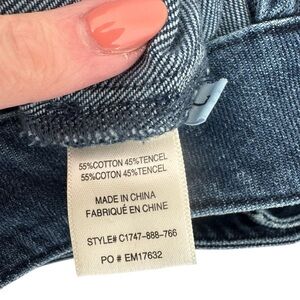 55%COTTON 45%TENCEL
55%COTON 45%TENCEL
MADE IN CHINA
FABRIQUÉ EN CHINE
STYLE# C1747-888-766
PO # EM17632